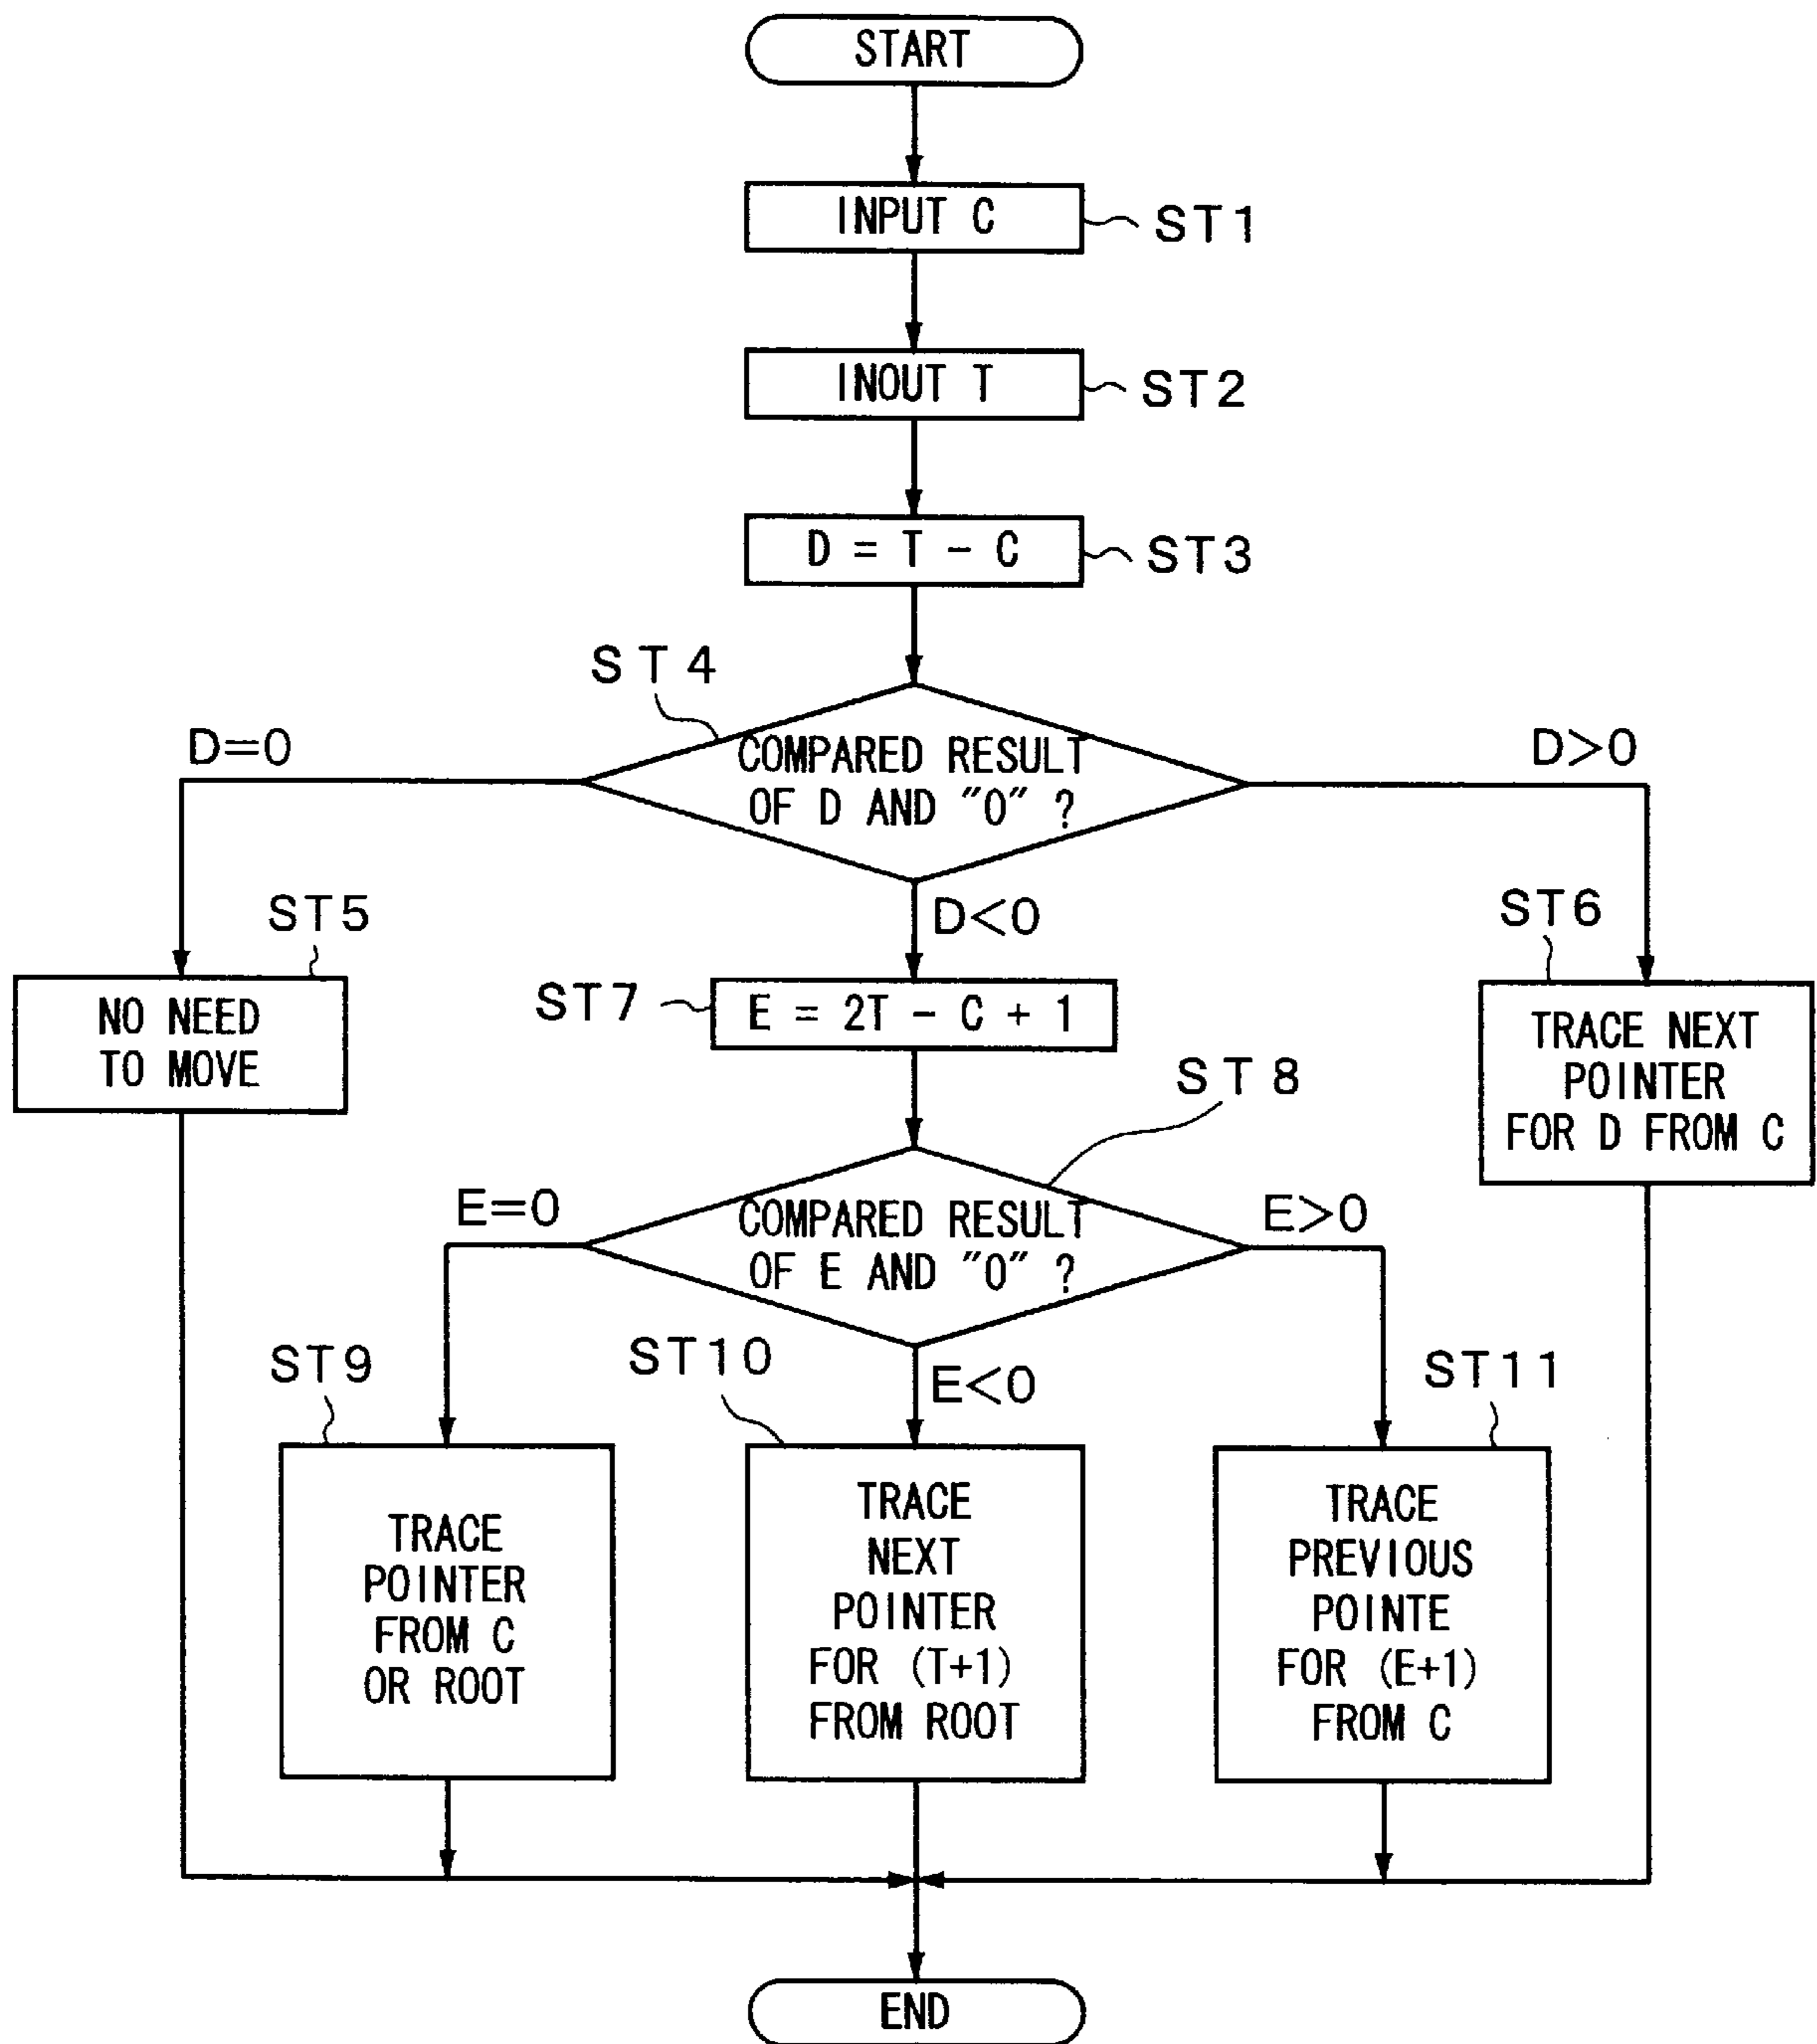 START
INPUT C
ST1
INOUT T
ST2
D = T - C
ST3
ST4
D=0
COMPARED RESULT
OF D AND "0" ?
D>0
D<0
ST5
NO NEED
TO MOVE
ST7
E = 2T - C + 1
ST6
TRACE NEXT
POINTER
FOR D FROM C
ST8
E=0
COMPARED RESULT
OF E AND "0" ?
E>0
E<0
ST9
TRACE
POINTER
FROM C
OR ROOT
ST10
TRACE
NEXT
POINTER
FOR (T+1)
FROM ROOT
ST11
TRACE
PREVIOUS
POINTE
FOR (E+1)
FROM C
END